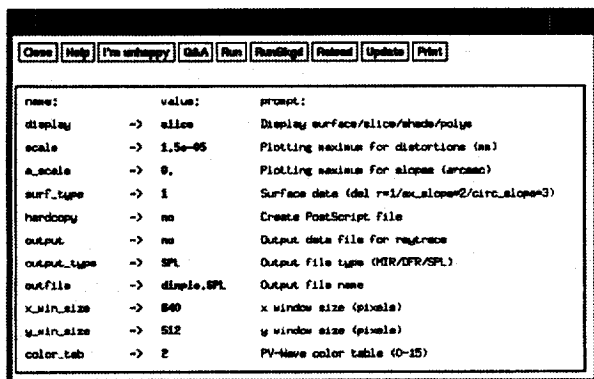 Close Help I'm unhappy Q&A Run RunBkgd Reload Update Print
name: value: prompt:
display -> slice Display surface/slice/shade/polys
scale -> 1.5e-05 Plotting maximum for distortions (mm)
a_scale -> 0. Plotting maximum for slopes (arcsec)
surf_type -> 1 Surface data (del r=1/ax_slope=2/circ_slope=3)
hardcopy -> no Create PostScript file
output -> no Output data file for raytrace
output_type -> SPL Output file type (MIR/DFR/SPL)
outfile -> dimple.SPL Output file name
x_win_size -> 640 x window size (pixels)
y_win_size -> 512 y window size (pixels)
color_tab -> 2 PV-Wave color table (0-15)